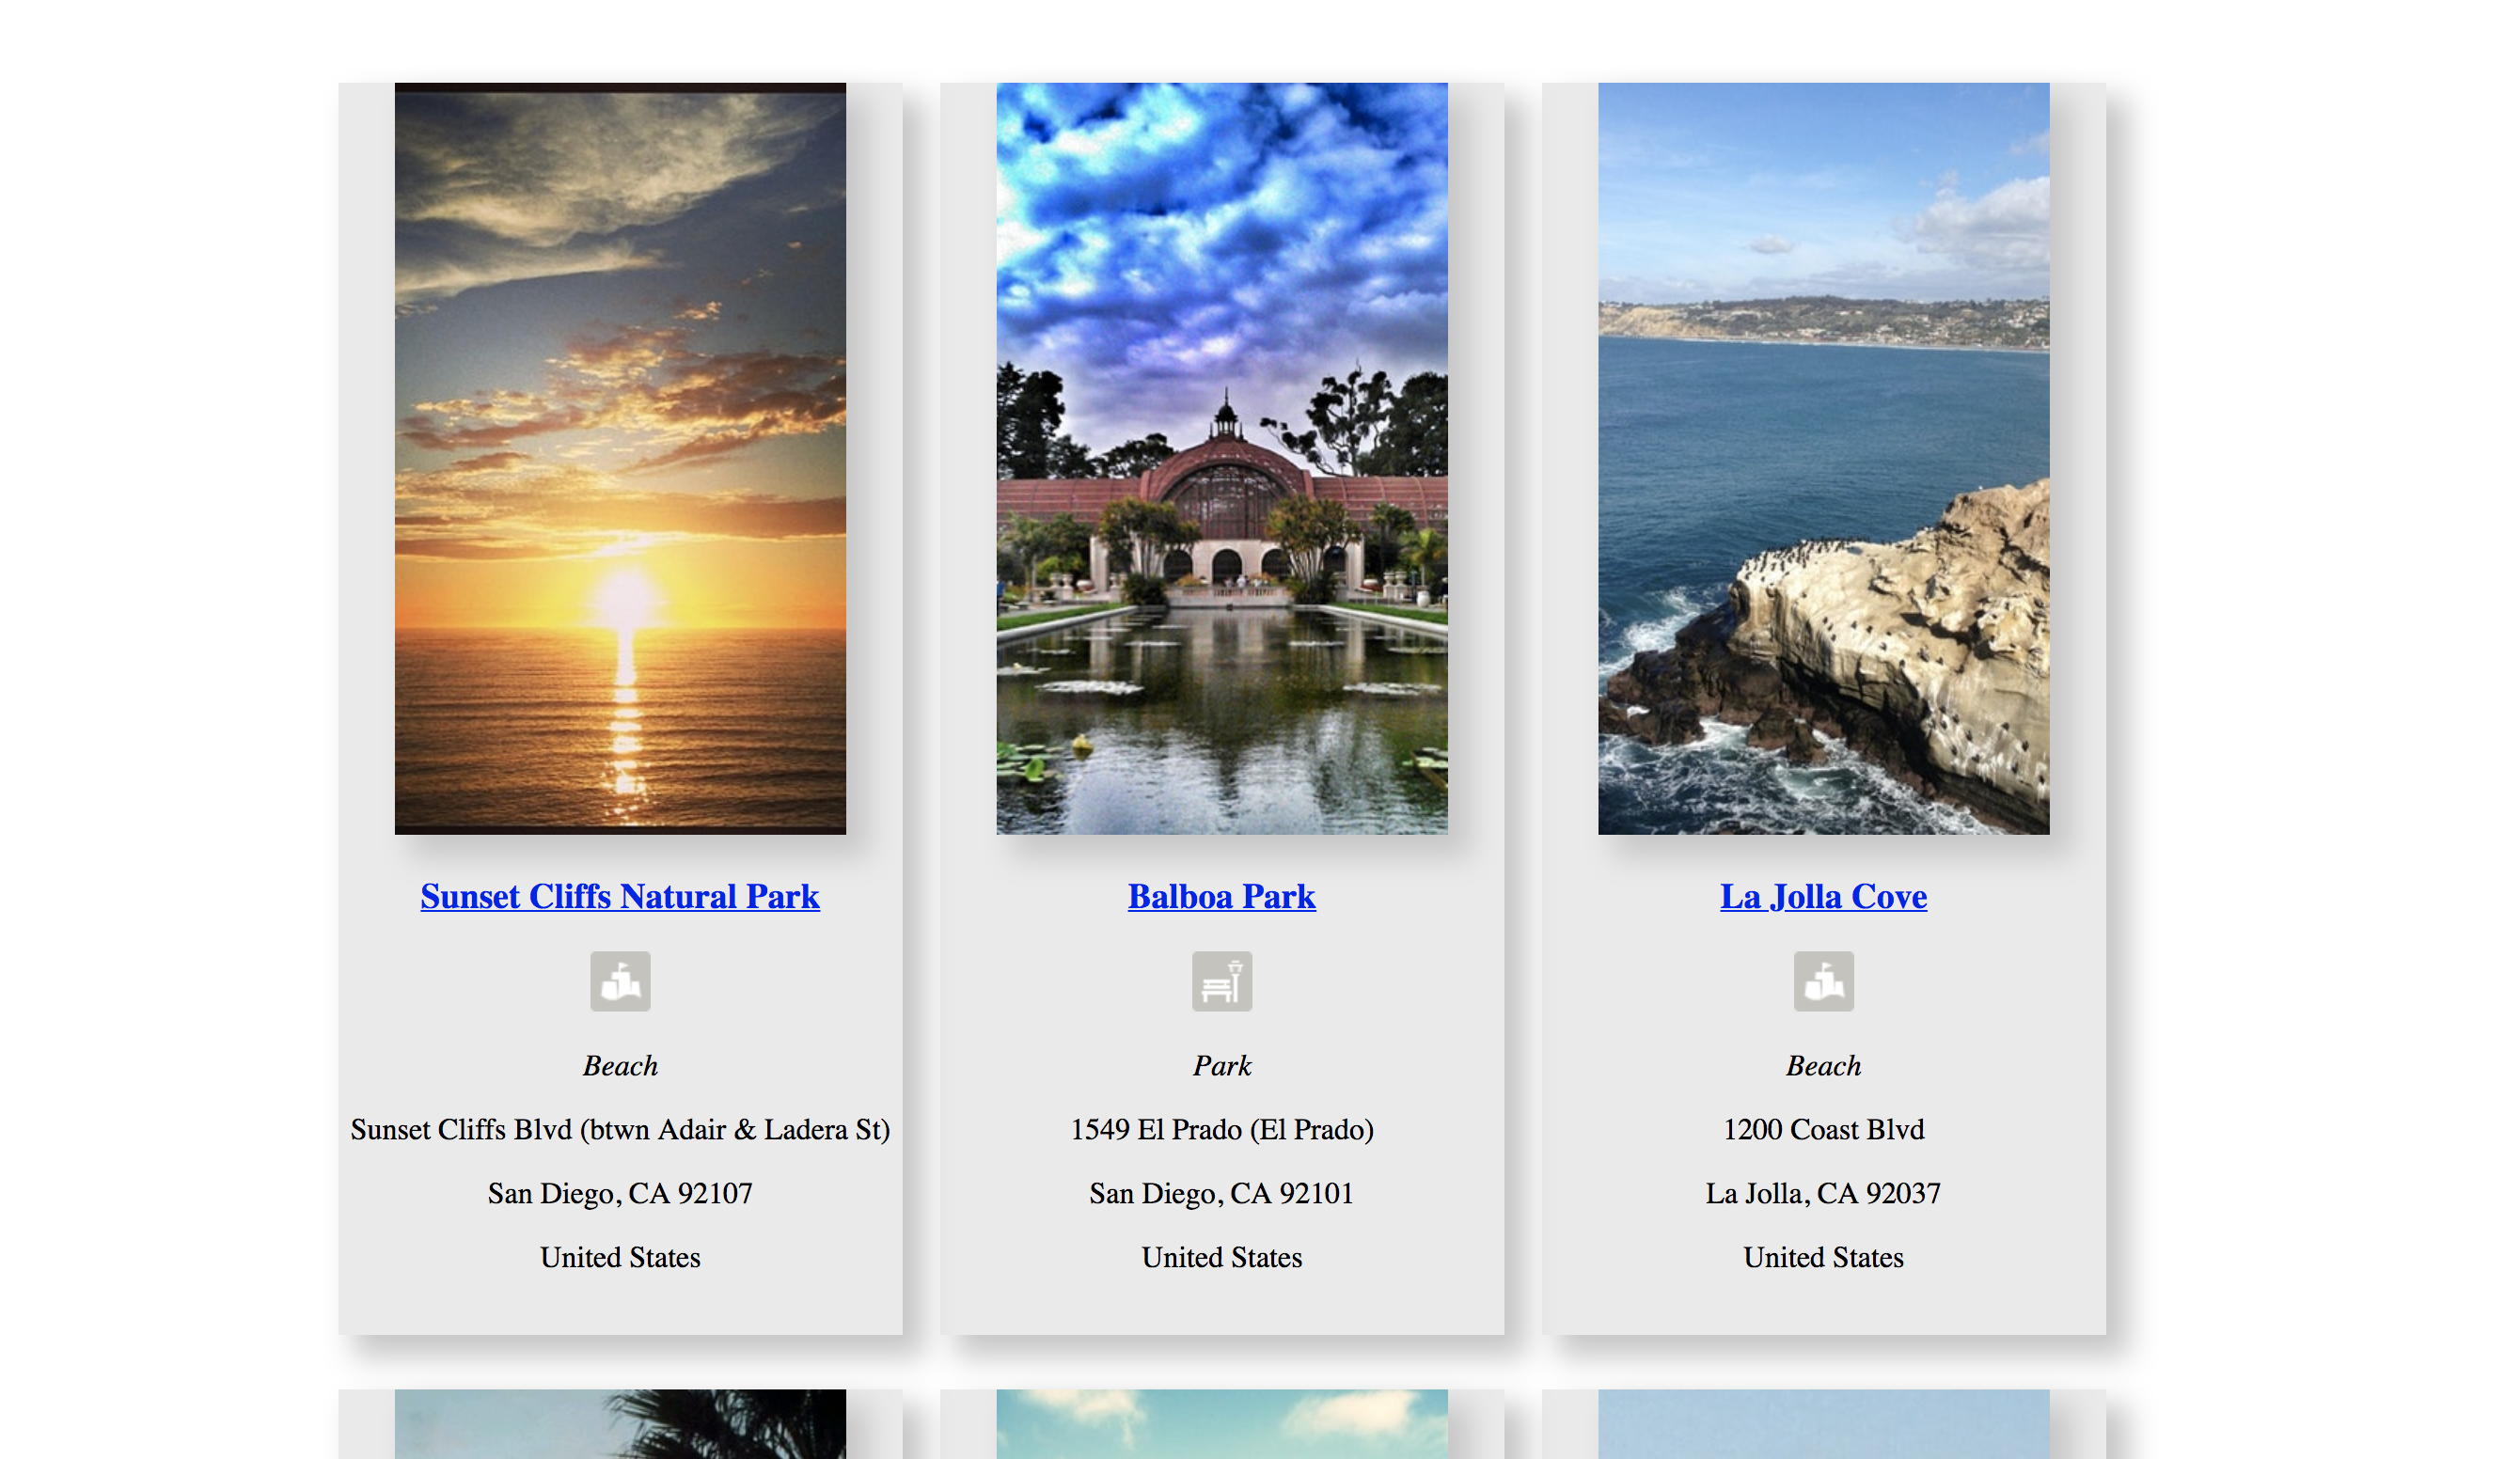 Sunset Cliffs Natural Park
Beach
Sunset Cliffs Blvd (btwn Adair & Ladera St)
San Diego, CA 92107
United States
Balboa Park
Park
1549 El Prado (El Prado)
San Diego, CA 92101
United States
La Jolla Cove
Beach
1200 Coast Blvd
La Jolla, CA 92037
United States